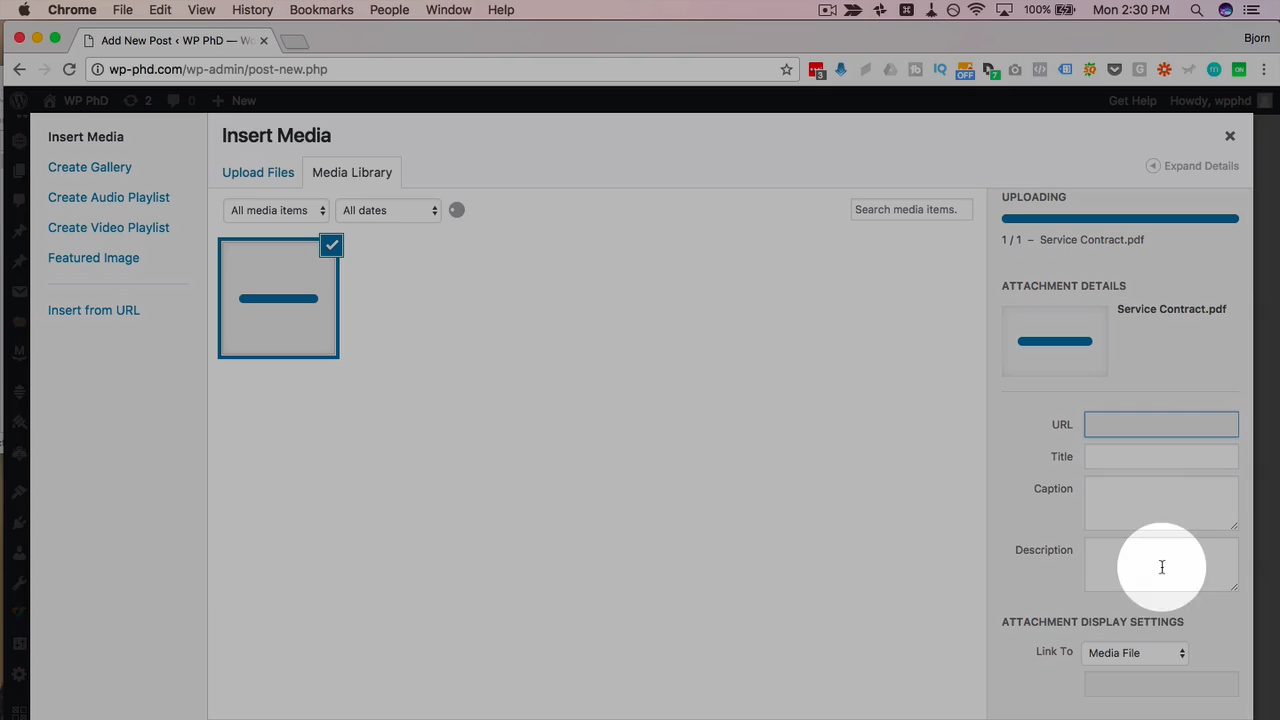 Chrome File Edit View History Bookmarks People Window Help 100% Mon 2:30 PM
Add New Post ‹ WP PhD — Bjorn
wp-phd.com/wp-admin/post-new.php
WP PhD 2 0 New Get Help Howdy, wpphd
Insert Media
Create Gallery
Create Audio Playlist
Create Video Playlist
Featured Image
Insert from URL
Insert Media
Expand Details
Upload Files Media Library
All media items All dates Search media items.
UPLOADING
1 / 1 – Service Contract.pdf
ATTACHMENT DETAILS
Service Contract.pdf
URL
Title
Caption
Description
ATTACHMENT DISPLAY SETTINGS
Link To Media File